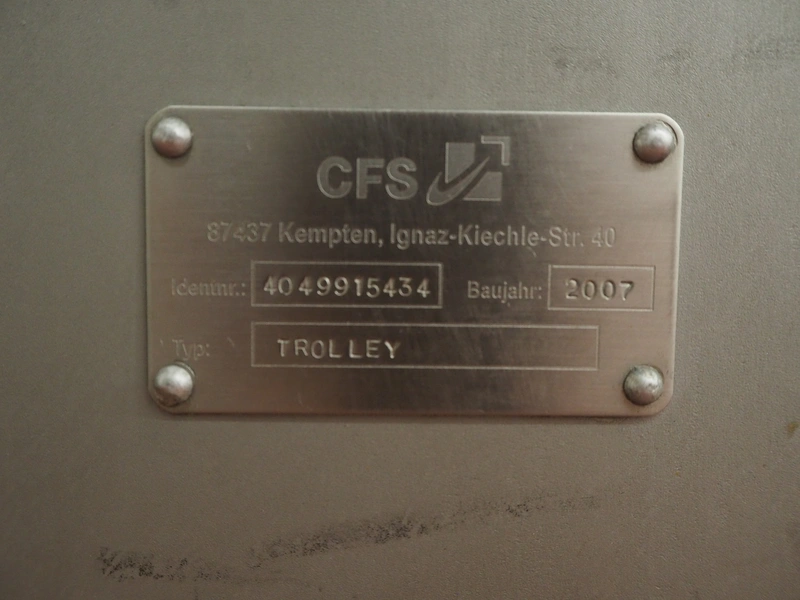 CFS
87437 Kempten, Ignaz-Kiechle-Str. 40
Identnr.: 4049915434 Baujahr: 2007
Typ: TROLLEY